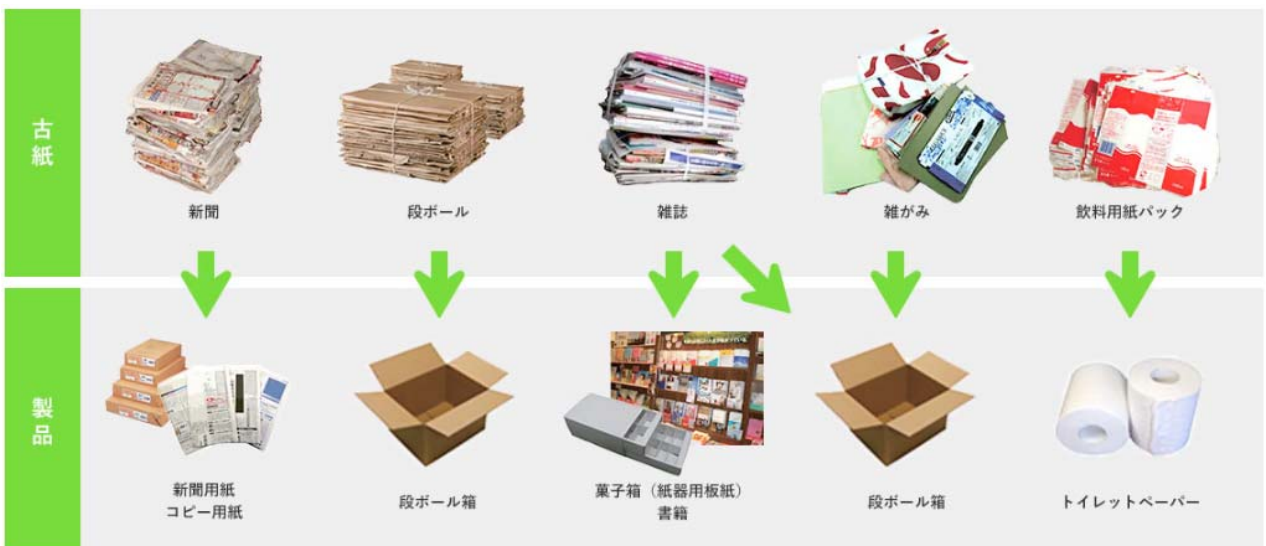 古紙
新聞
段ボール
雑誌
雑がみ
飲料用紙パック
製品
新聞用紙
コピー用紙
段ボール箱
菓子箱（紙器用板紙）
書籍
段ボール箱
トイレットペーパー